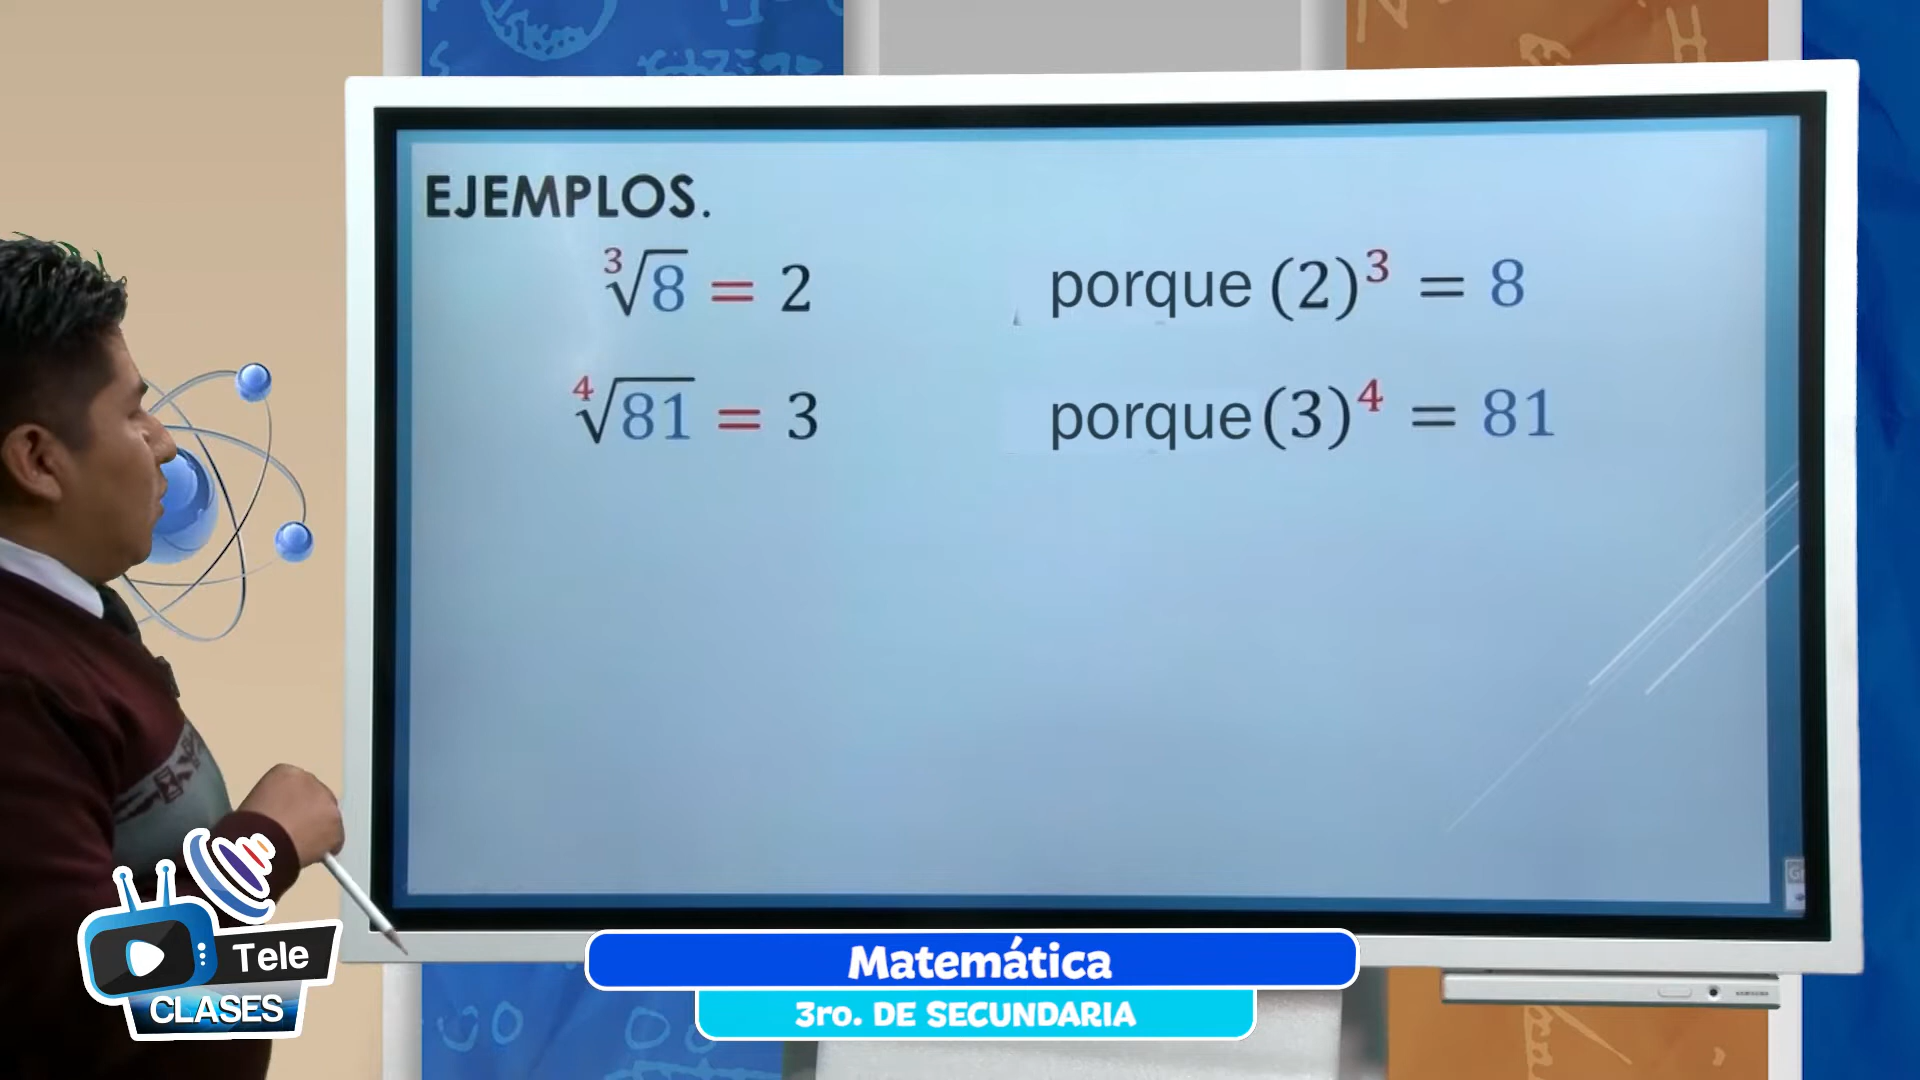 EJEMPLOS.
∛8 = 2 porque (2)³ = 8
∜81 = 3 porque (3)⁴ = 81
Matemática
3ro. DE SECUNDARIA
Tele
CLASES
SAMSUNG